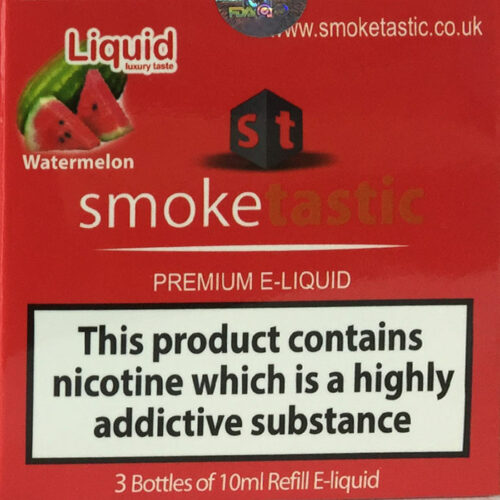 FDA
www.smoketastic.co.uk
Liquid
luxury taste
Watermelon
st
smoketastic
PREMIUM E-LIQUID
This product contains
nicotine which is a highly
addictive substance
3 Bottles of 10ml Refill E-liquid